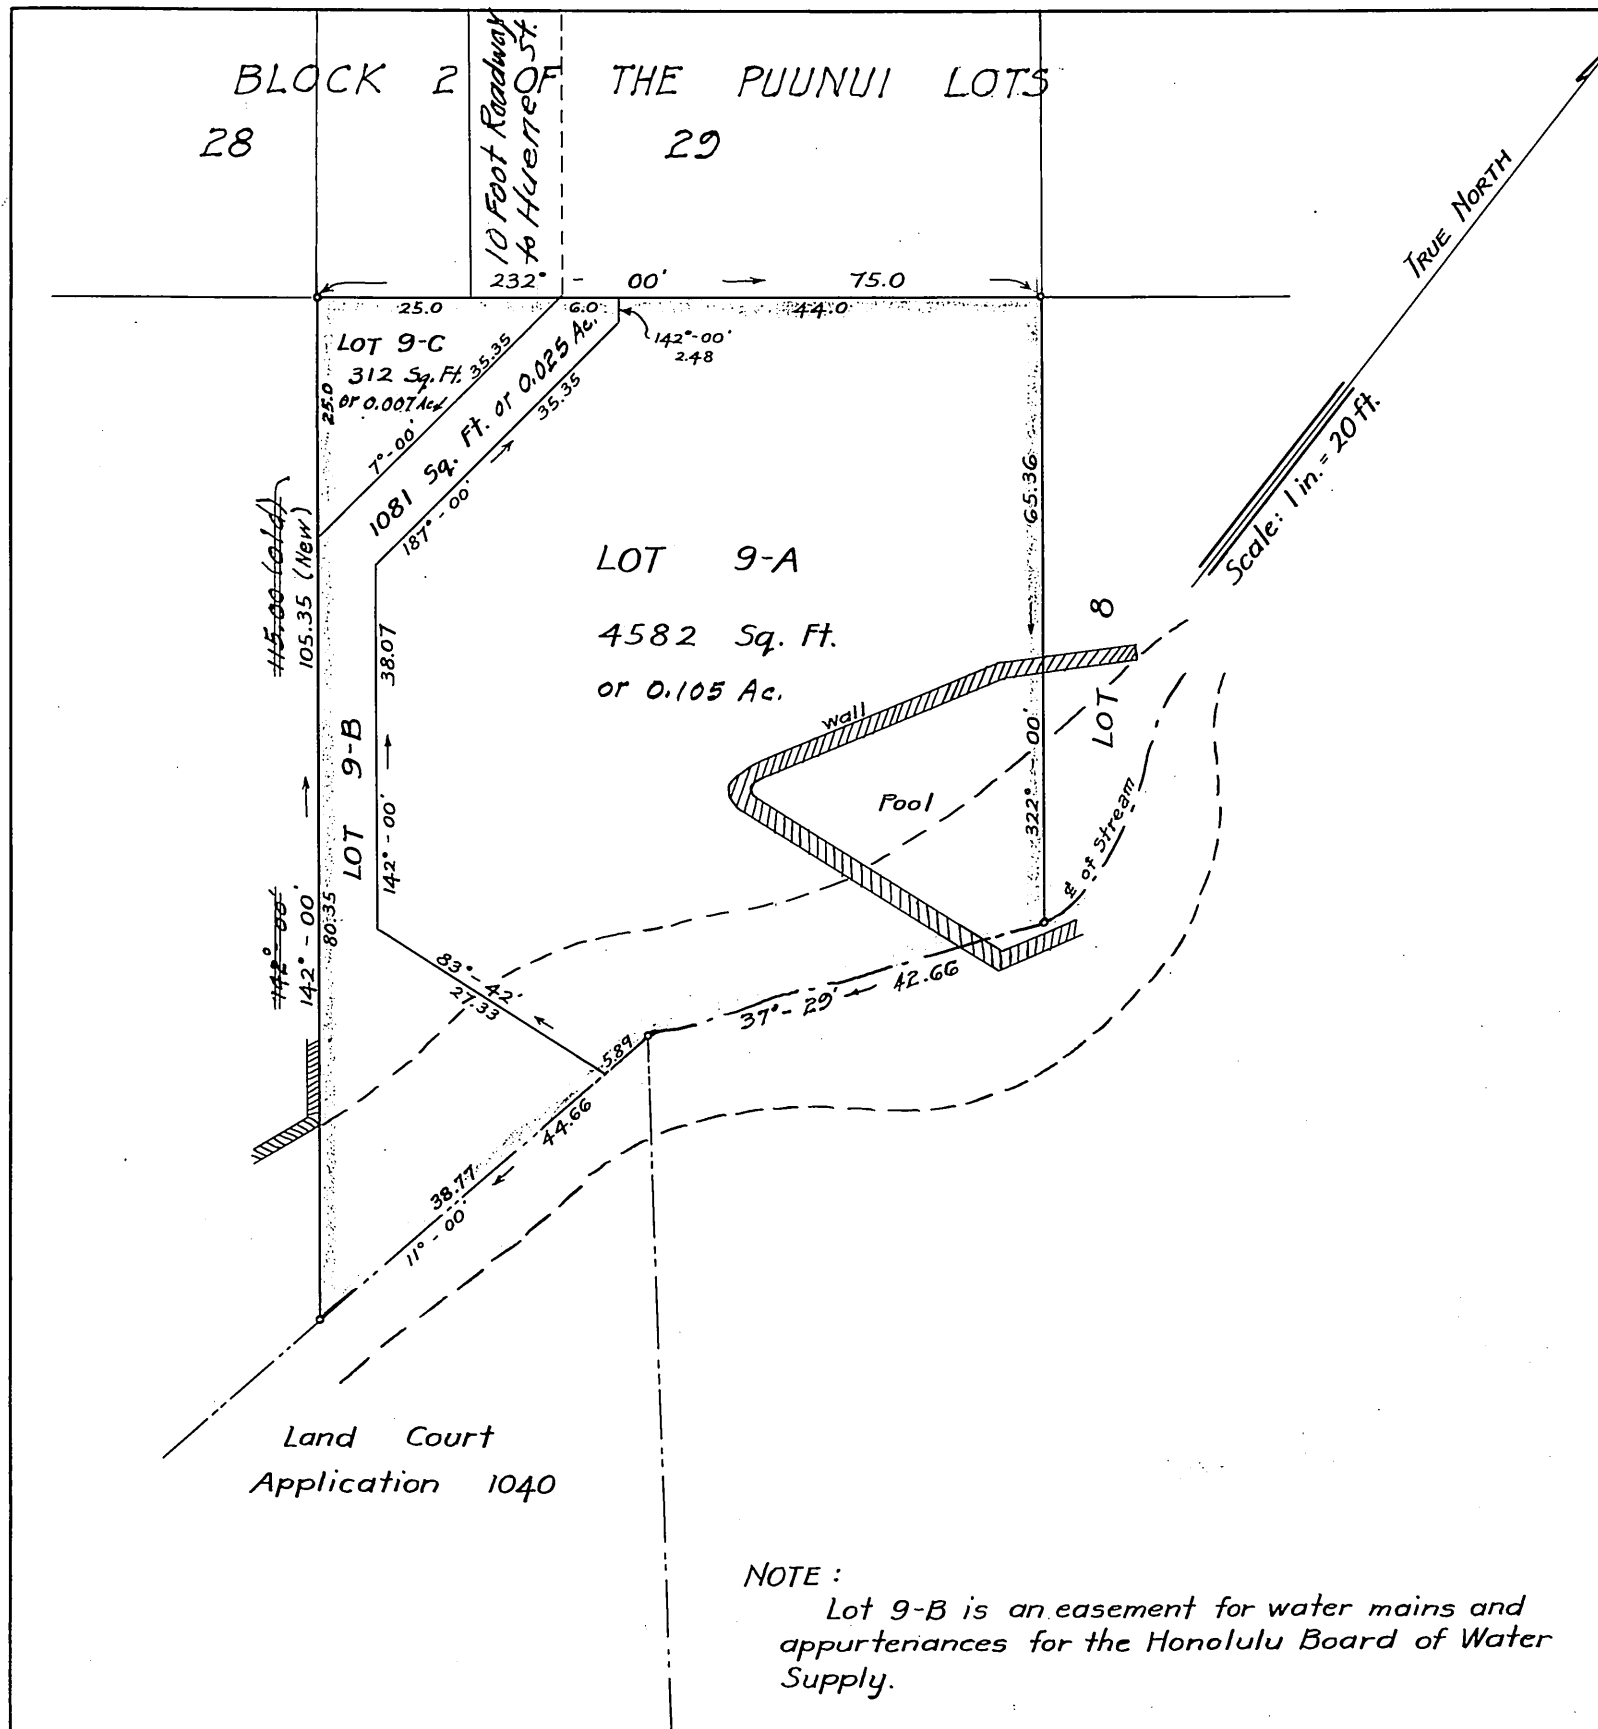 BLOCK 2 OF THE PUUNUI LOTS
28
10 Foot Roadway
to Huene St.
29
TRUE NORTH
Scale: 1 in. = 20 ft.
232° - 00' 75.0
25.0
6.0
44.0
142°-00'
2.48
LOT 9-C
312 Sq. Ft.
or 0.007 Ac.
25.0
35.35
7°-00'
1081 Sq. Ft. or 0.025 Ac.
35.35
187°-00'
115.00 (old)
105.35 (New)
142°-00'
142°-00'
80.35
LOT 9-B
38.07
142°-00'
LOT 9-A
4582 Sq. Ft.
or 0.105 Ac.
65.36
322° 00'
LOT 8
wall
Pool
℄ of stream
83°-42'
27.33
5.89
37°-29' 42.66
44.66
38.77
11°-00'
Land Court
Application 1040
NOTE :
Lot 9-B is an easement for water mains and
appurtenances for the Honolulu Board of Water
Supply.